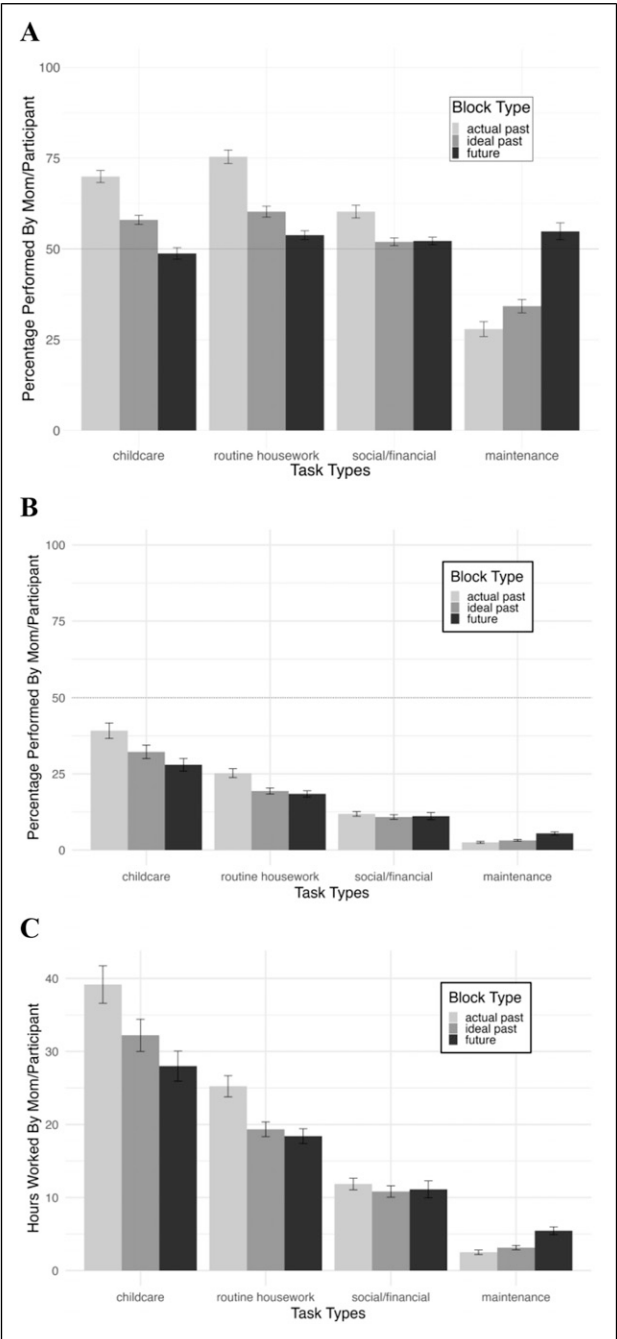 A
100
75
50
25
0
Percentage Performed By Mom/Participant
Block Type
actual past
ideal past
future
childcare
routine housework
social/financial
maintenance
Task Types
B
100
75
50
25
0
Percentage Performed By Mom/Participant
Block Type
actual past
ideal past
future
childcare
routine housework
social/financial
maintenance
Task Types
C
40
30
20
10
0
Hours Worked By Mom/Participant
Block Type
actual past
ideal past
future
childcare
routine housework
social/financial
maintenance
Task Types